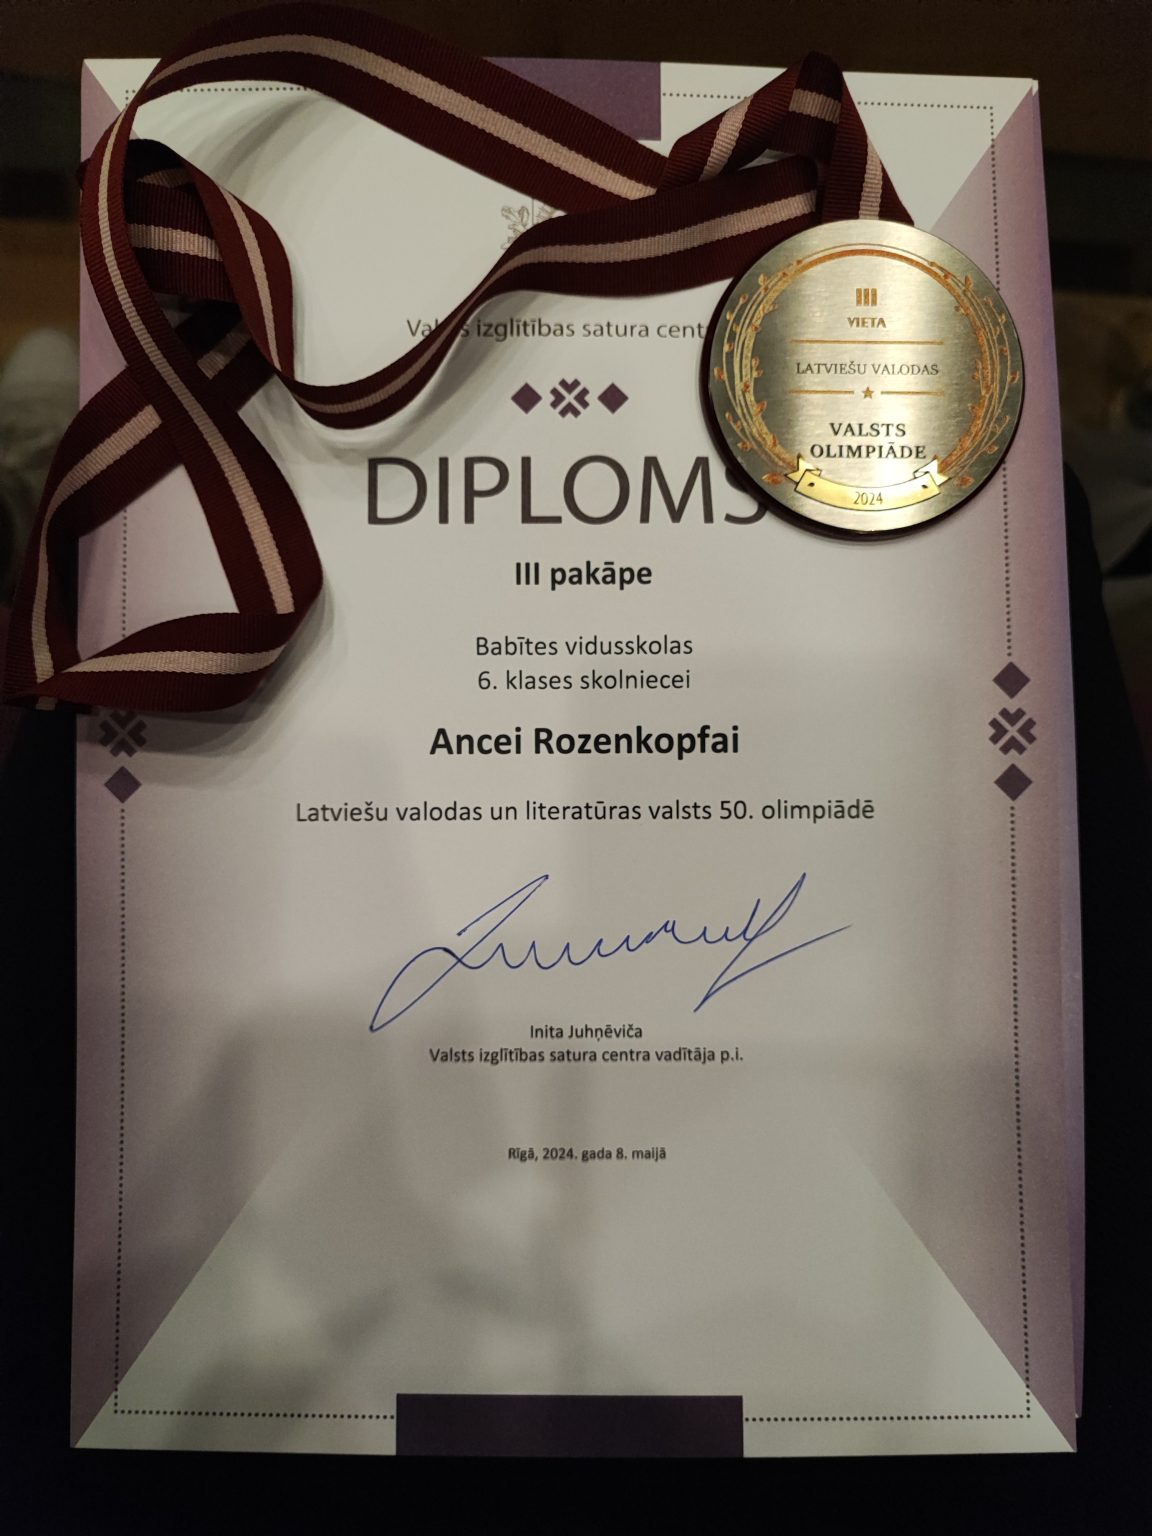 izglītības satura
DIPLOMS
III pakāpe
Babītes vidusskolas
6. klases skolniecei
Ancei Rozenkopfai
Latviešu valodas un literatūras valsts 50. olimpiādē
Inita Juhņēviča
Valsts izglītības satura centra vadītāja p.i.
Rīgā, 2024. gada 8. maijā
III
VIETA
LATVIEŠU VALODAS
VALSTS
OLIMPIĀDE
2024